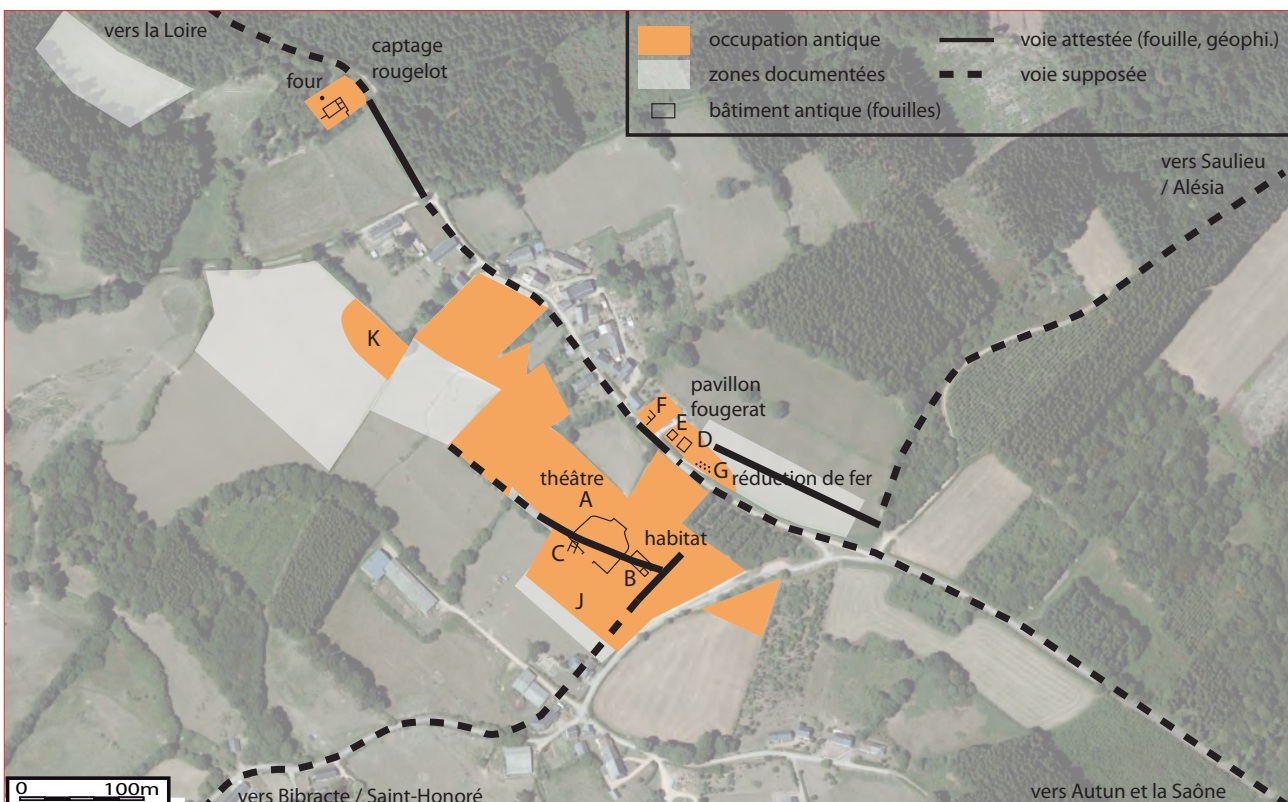 vers la Loire
captage
rougelot
four
occupation antique
zones documentées
bâtiment antique (fouilles)
voie attestée (fouille, géophi.)
voie supposée
vers Saulieu
/ Alésia
K
pavillon
fougerat
F
E
D
G
réduction de fer
théâtre
A
habitat
C
B
J
0 100m
vers Bibracte / Saint-Honoré
vers Autun et la Saône